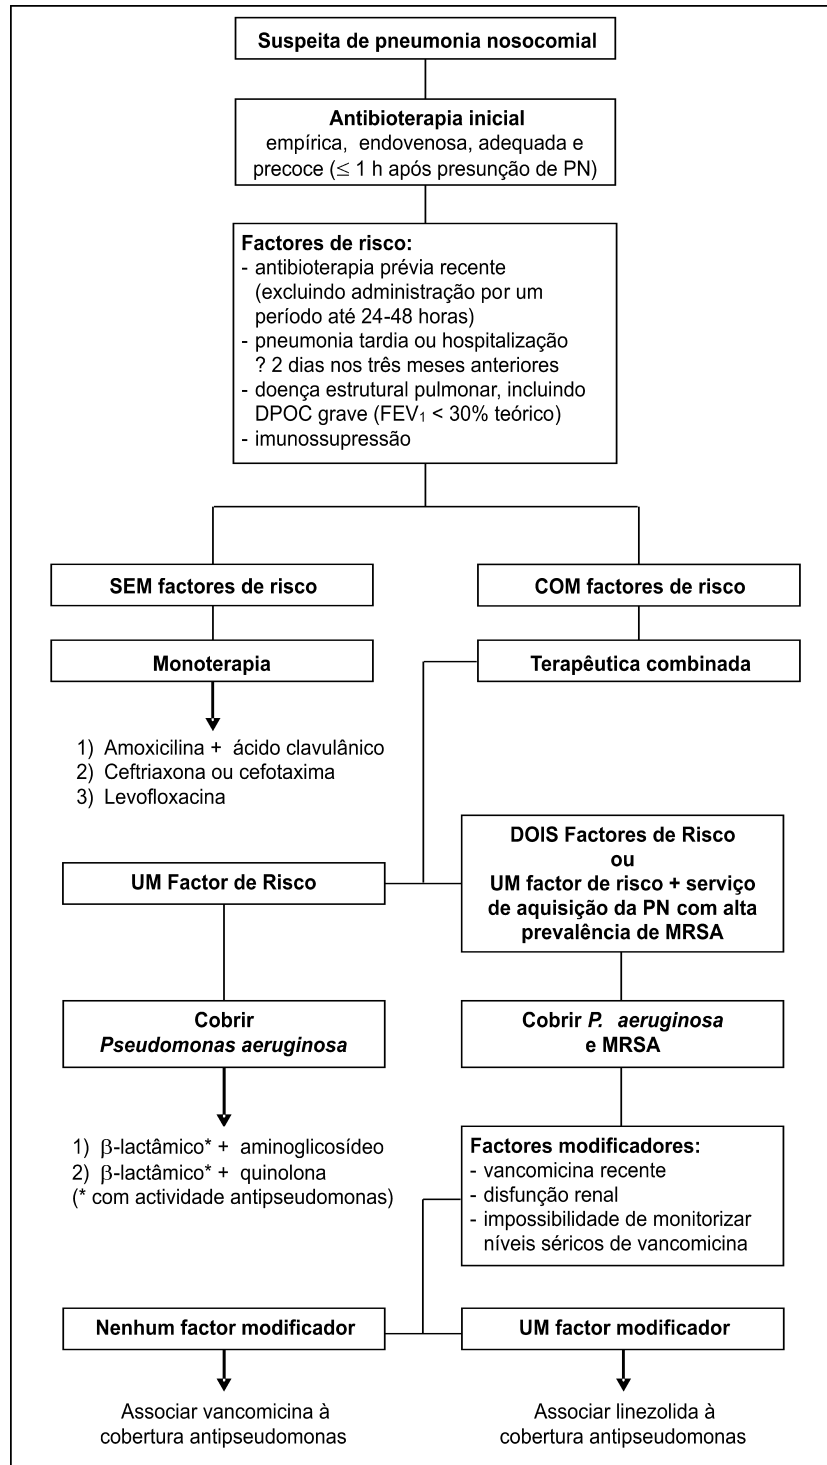 Suspeita de pneumonia nosocomial
Antibioterapia inicial
empírica, endovenosa, adequada e
precoce (≤ 1 h após presunção de PN)
Factores de risco:
- antibioterapia prévia recente
(excluindo administração por um
período até 24-48 horas)
- pneumonia tardia ou hospitalização
? 2 dias nos três meses anteriores
- doença estrutural pulmonar, incluindo
DPOC grave (FEV₁ < 30% teórico)
- imunossupressão
SEM factores de risco
COM factores de risco
Monoterapia
Terapêutica combinada
1) Amoxicilina + ácido clavulânico
2) Ceftriaxona ou cefotaxima
3) Levofloxacina
UM Factor de Risco
DOIS Factores de Risco
ou
UM factor de risco + serviço
de aquisição da PN com alta
prevalência de MRSA
Cobrir
Pseudomonas aeruginosa
Cobrir P. aeruginosa
e MRSA
1) β-lactâmico* + aminoglicosídeo
2) β-lactâmico* + quinolona
(* com actividade antipseudomonas)
Factores modificadores:
- vancomicina recente
- disfunção renal
- impossibilidade de monitorizar
níveis séricos de vancomicina
Nenhum factor modificador
UM factor modificador
Associar vancomicina à
cobertura antipseudomonas
Associar linezolida à
cobertura antipseudomonas